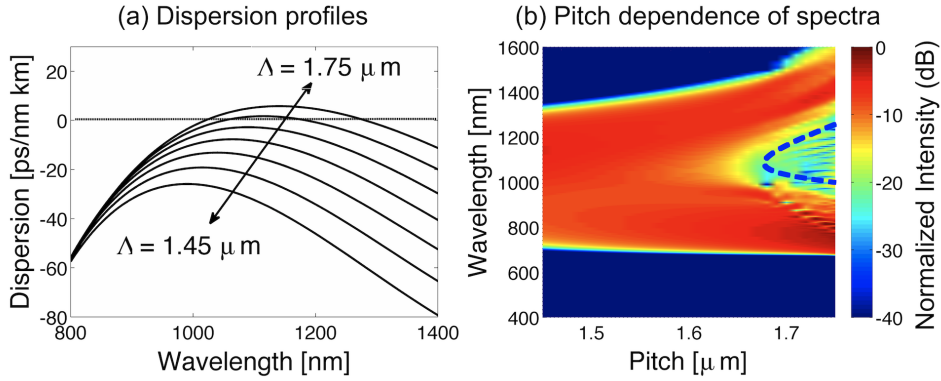 (a) Dispersion profiles
(b) Pitch dependence of spectra
Dispersion [ps/nm km]
20
0
-20
-40
-60
-80
Λ = 1.75 μm
Λ = 1.45 μm
800
1000
1200
1400
Wavelength [nm]
Wavelength [nm]
1600
1400
1200
1000
800
600
400
1.5
1.6
1.7
Pitch [μm]
0
-10
-20
-30
-40
Normalized Intensity (dB)